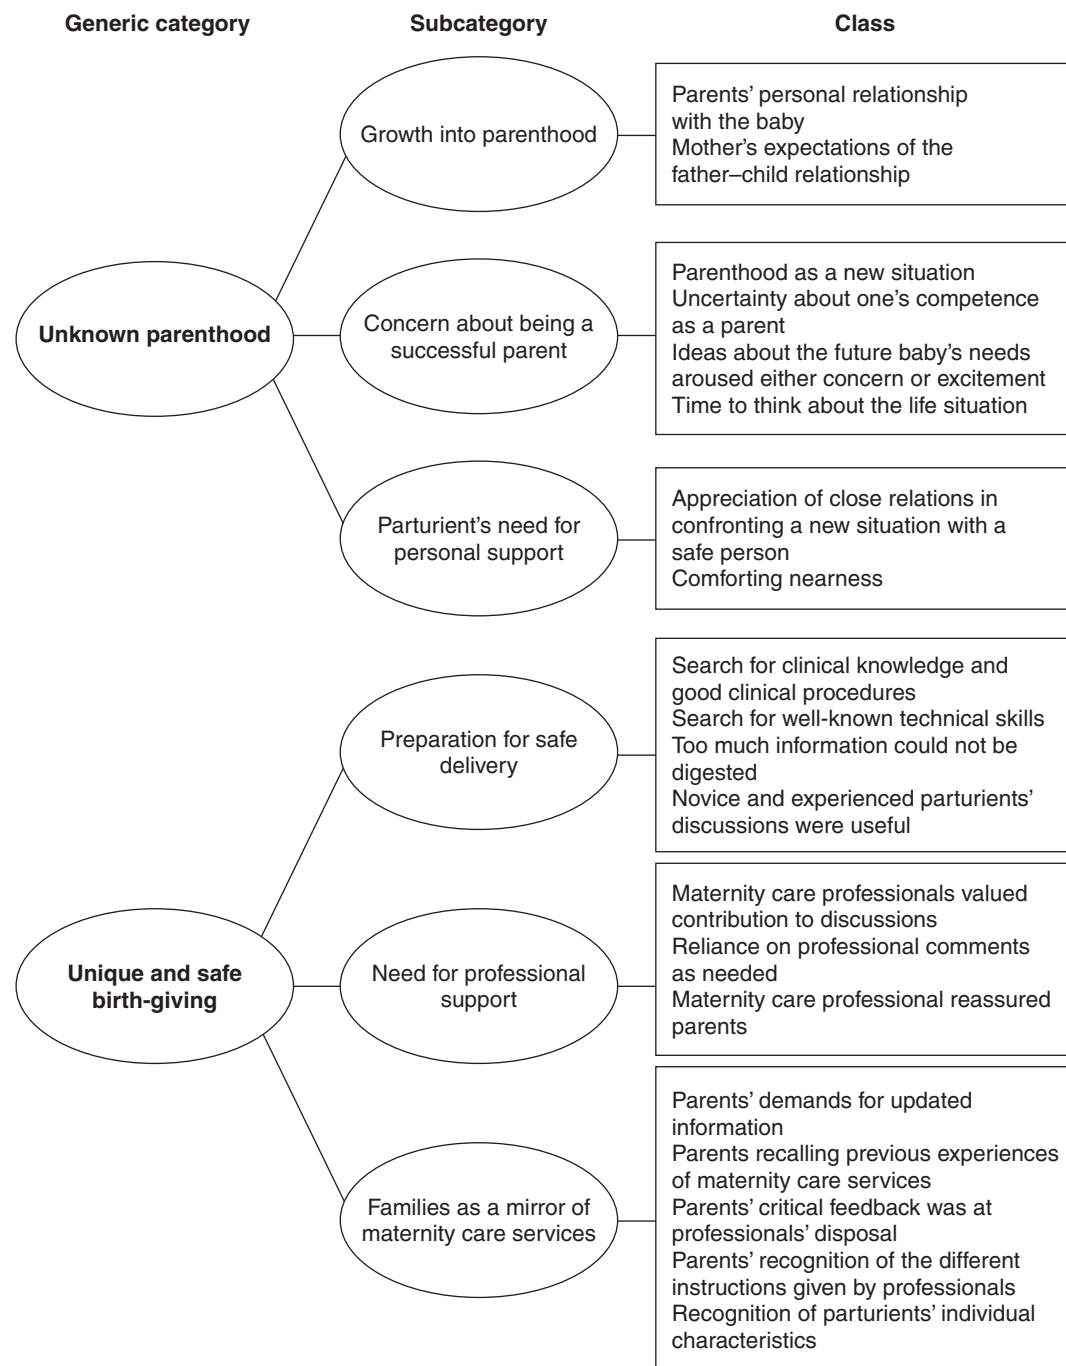 Generic category
Subcategory
Class
Growth into parenthood
Parents’ personal relationship
with the baby
Mother’s expectations of the
father–child relationship
Unknown parenthood
Concern about being a
successful parent
Parenthood as a new situation
Uncertainty about one’s competence
as a parent
Ideas about the future baby’s needs
aroused either concern or excitement
Time to think about the life situation
Parturient’s need for
personal support
Appreciation of close relations in
confronting a new situation with a
safe person
Comforting nearness
Preparation for safe
delivery
Search for clinical knowledge and
good clinical procedures
Search for well-known technical skills
Too much information could not be
digested
Novice and experienced parturients’
discussions were useful
Unique and safe
birth-giving
Need for professional
support
Maternity care professionals valued
contribution to discussions
Reliance on professional comments
as needed
Maternity care professional reassured
parents
Families as a mirror of
maternity care services
Parents’ demands for updated
information
Parents recalling previous experiences
of maternity care services
Parents’ critical feedback was at
professionals’ disposal
Parents’ recognition of the different
instructions given by professionals
Recognition of parturients’ individual
characteristics